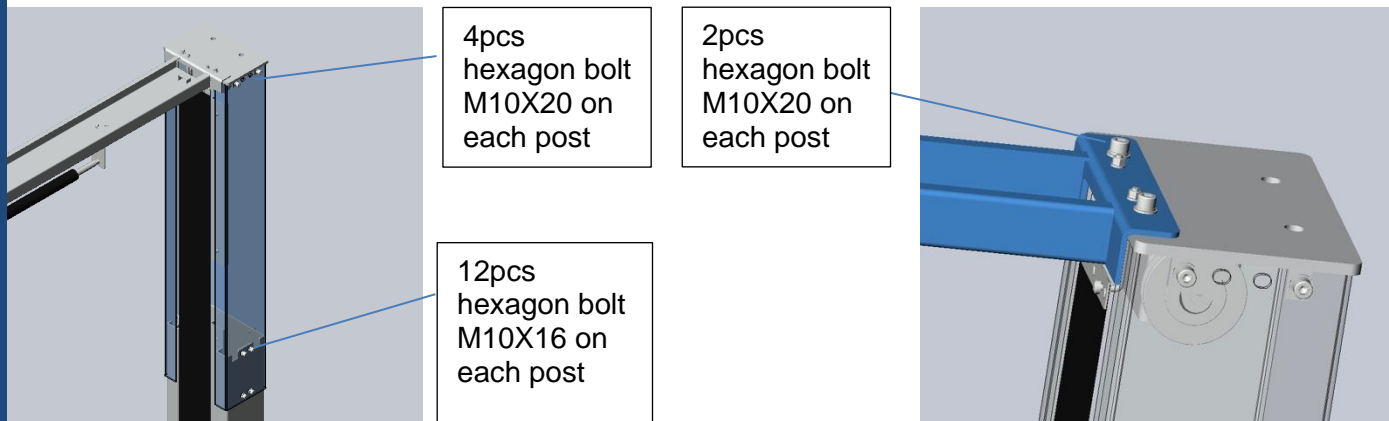 4pcs
hexagon bolt
M10X20 on
each post
2pcs
hexagon bolt
M10X20 on
each post
12pcs
hexagon bolt
M10X16 on
each post